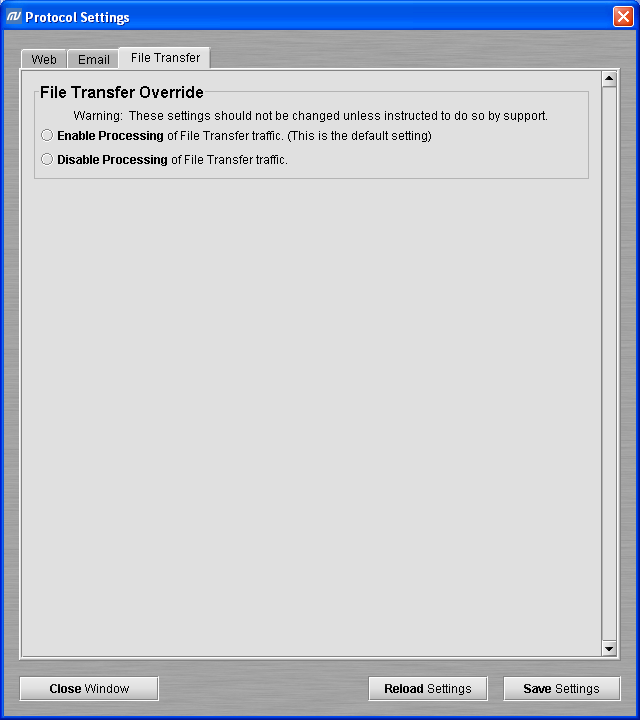 Protocol Settings
Web Email File Transfer
File Transfer Override
Warning: These settings should not be changed unless instructed to do so by support.
Enable Processing of File Transfer traffic. (This is the default setting)
Disable Processing of File Transfer traffic.
Close Window Reload Settings Save Settings